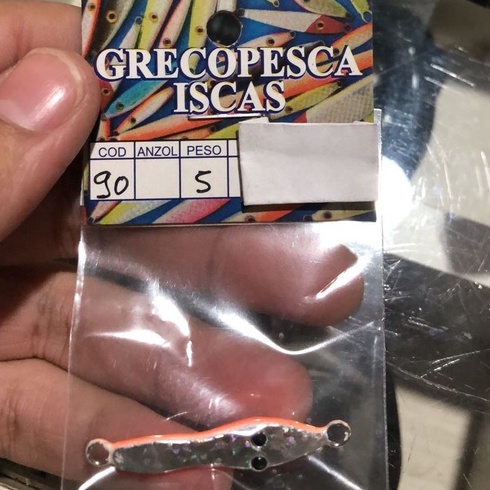 GRECOPESCA
ISCAS
COD ANZOL PESO
90 5